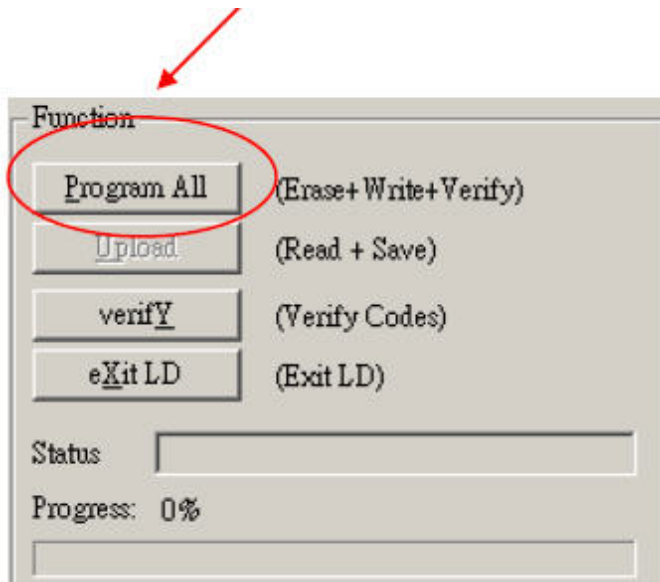 Function
Program All (Erase+Write+Verify)
Upload (Read + Save)
verifY (Verify Codes)
eXit LD (Exit LD)
Status
Progress: 0%